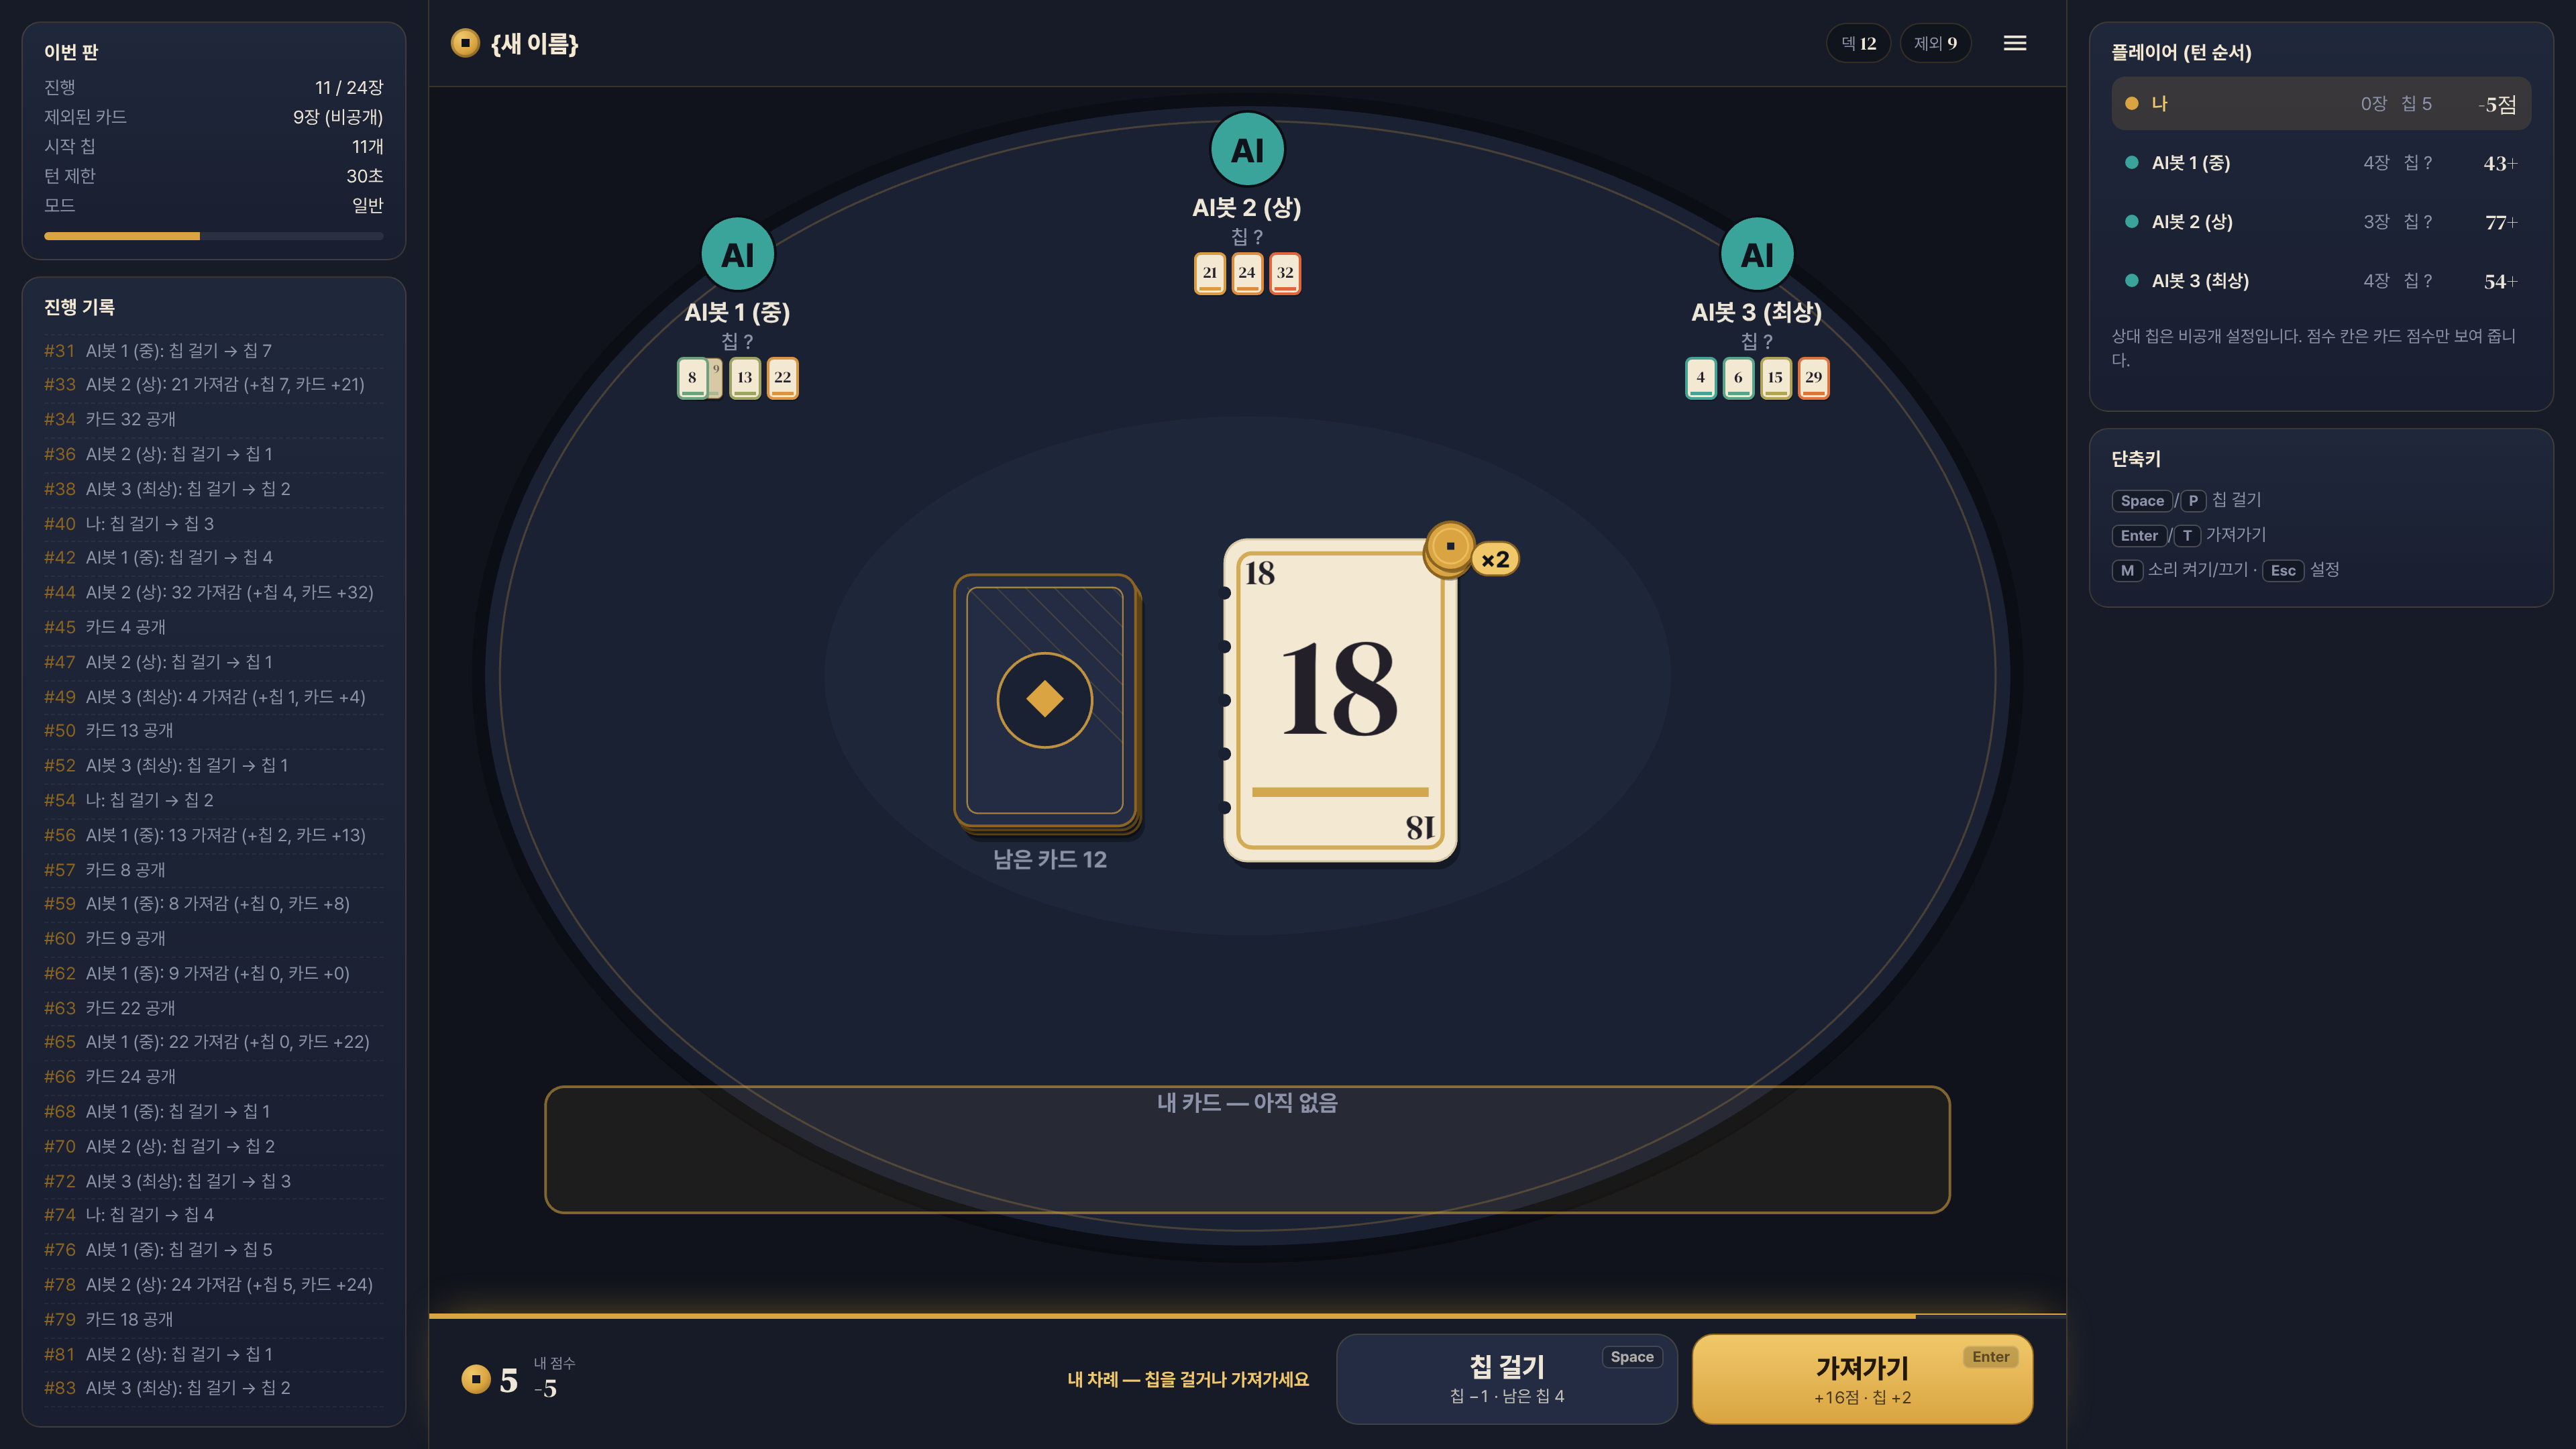 이번 판
진행 11 / 24장
제외된 카드 9장 (비공개)
시작 칩 11개
턴 제한 30초
모드 일반
진행 기록
#31 AI봇 1 (중): 칩 걸기 → 칩 7
#33 AI봇 2 (상): 21 가져감 (+칩 7, 카드 +21)
#34 카드 32 공개
#36 AI봇 2 (상): 칩 걸기 → 칩 1
#38 AI봇 3 (최상): 칩 걸기 → 칩 2
#40 나: 칩 걸기 → 칩 3
#42 AI봇 1 (중): 칩 걸기 → 칩 4
#44 AI봇 2 (상): 32 가져감 (+칩 4, 카드 +32)
#45 카드 4 공개
#47 AI봇 2 (상): 칩 걸기 → 칩 1
#49 AI봇 3 (최상): 4 가져감 (+칩 1, 카드 +4)
#50 카드 13 공개
#52 AI봇 3 (최상): 칩 걸기 → 칩 1
#54 나: 칩 걸기 → 칩 2
#56 AI봇 1 (중): 13 가져감 (+칩 2, 카드 +13)
#57 카드 8 공개
#59 AI봇 1 (중): 8 가져감 (+칩 0, 카드 +8)
#60 카드 9 공개
#62 AI봇 1 (중): 9 가져감 (+칩 0, 카드 +0)
#63 카드 22 공개
#65 AI봇 1 (중): 22 가져감 (+칩 0, 카드 +22)
#66 카드 24 공개
#68 AI봇 1 (중): 칩 걸기 → 칩 1
#70 AI봇 2 (상): 칩 걸기 → 칩 2
#72 AI봇 3 (최상): 칩 걸기 → 칩 3
#74 나: 칩 걸기 → 칩 4
#76 AI봇 1 (중): 칩 걸기 → 칩 5
#78 AI봇 2 (상): 24 가져감 (+칩 5, 카드 +24)
#79 카드 18 공개
#81 AI봇 2 (상): 칩 걸기 → 칩 1
#83 AI봇 3 (최상): 칩 걸기 → 칩 2
{새 이름}
덱 12 제외 9
AI
AI봇 2 (상)
칩 ?
21 24 32
AI
AI봇 1 (중)
칩 ?
8 9 13 22
AI
AI봇 3 (최상)
칩 ?
4 6 15 29
×2
18
18
18
남은 카드 12
내 카드 — 아직 없음
5
내 점수
-5
내 차례 — 칩을 걸거나 가져가세요
칩 걸기 Space
칩 −1 · 남은 칩 4
가져가기 Enter
+16점 · 칩 +2
플레이어 (턴 순서)
나 0장 칩 5 -5점
AI봇 1 (중) 4장 칩 ? 43+
AI봇 2 (상) 3장 칩 ? 77+
AI봇 3 (최상) 4장 칩 ? 54+
상대 칩은 비공개 설정입니다. 점수 칸은 카드 점수만 보여 줍니
다.
단축키
Space/P 칩 걸기
Enter/T 가져가기
M 소리 켜기/끄기 · Esc 설정